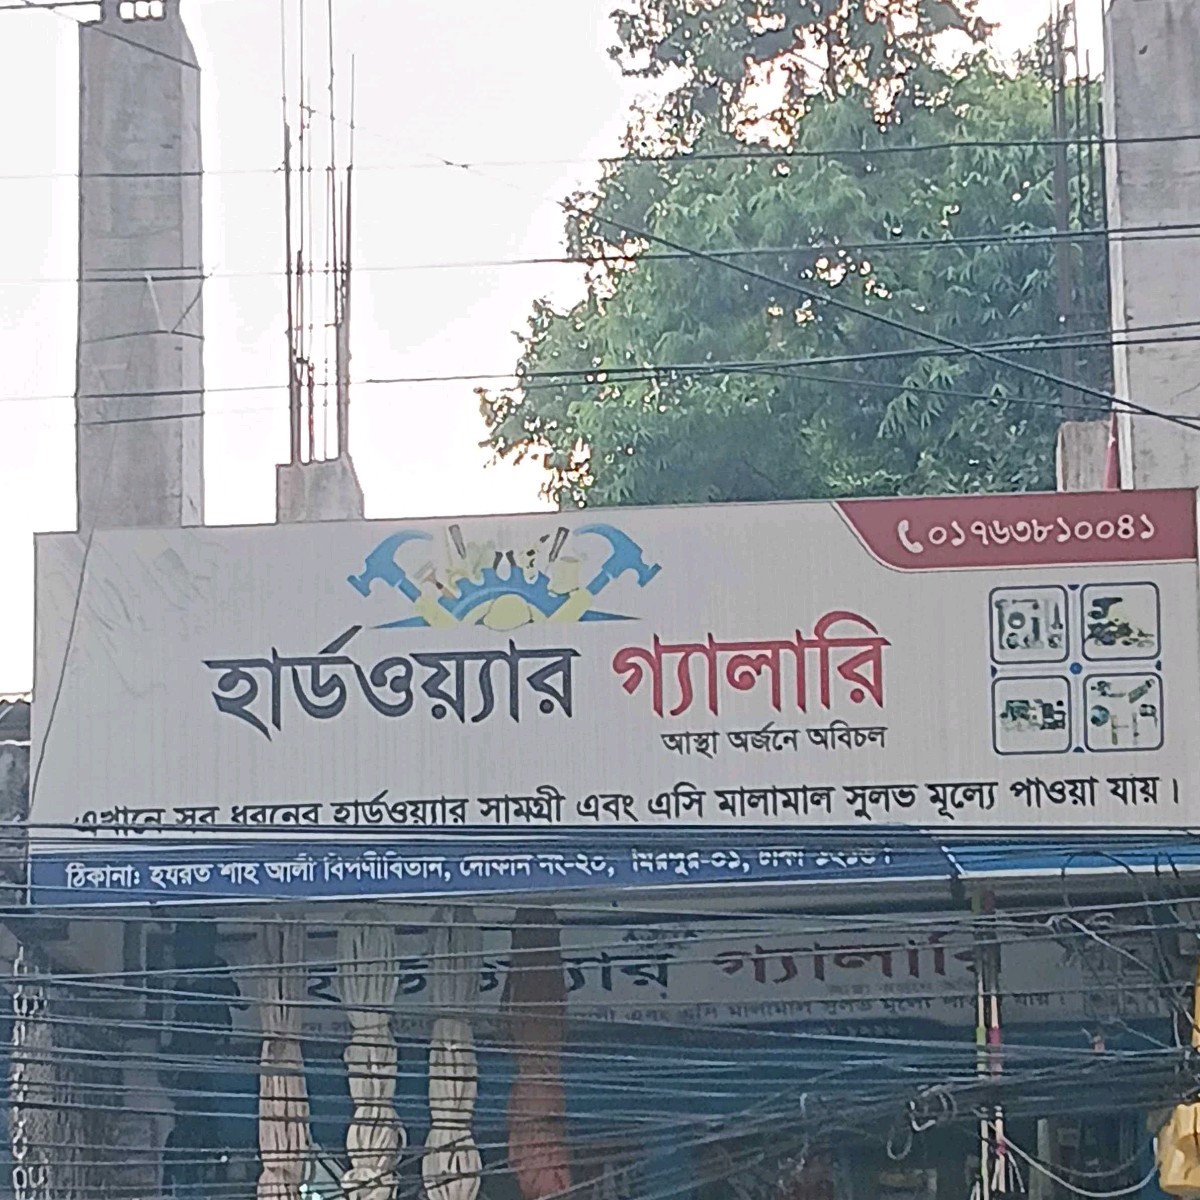 ০১৭৬৩৮১০০৪১
হার্ডওয়্যার গ্যালারি
আস্থা অর্জনে অবিচল
এখানে সব ধরনের হার্ডওয়্যার সামগ্রী এবং এসি মালামাল সুলভ মূল্যে পাওয়া যায়।
ঠিকানাঃ হযরত শাহ আলী বিপণীবিতান, দোকান নং-২০, মিরপুর-০১, ঢাকা
গ্যালারি